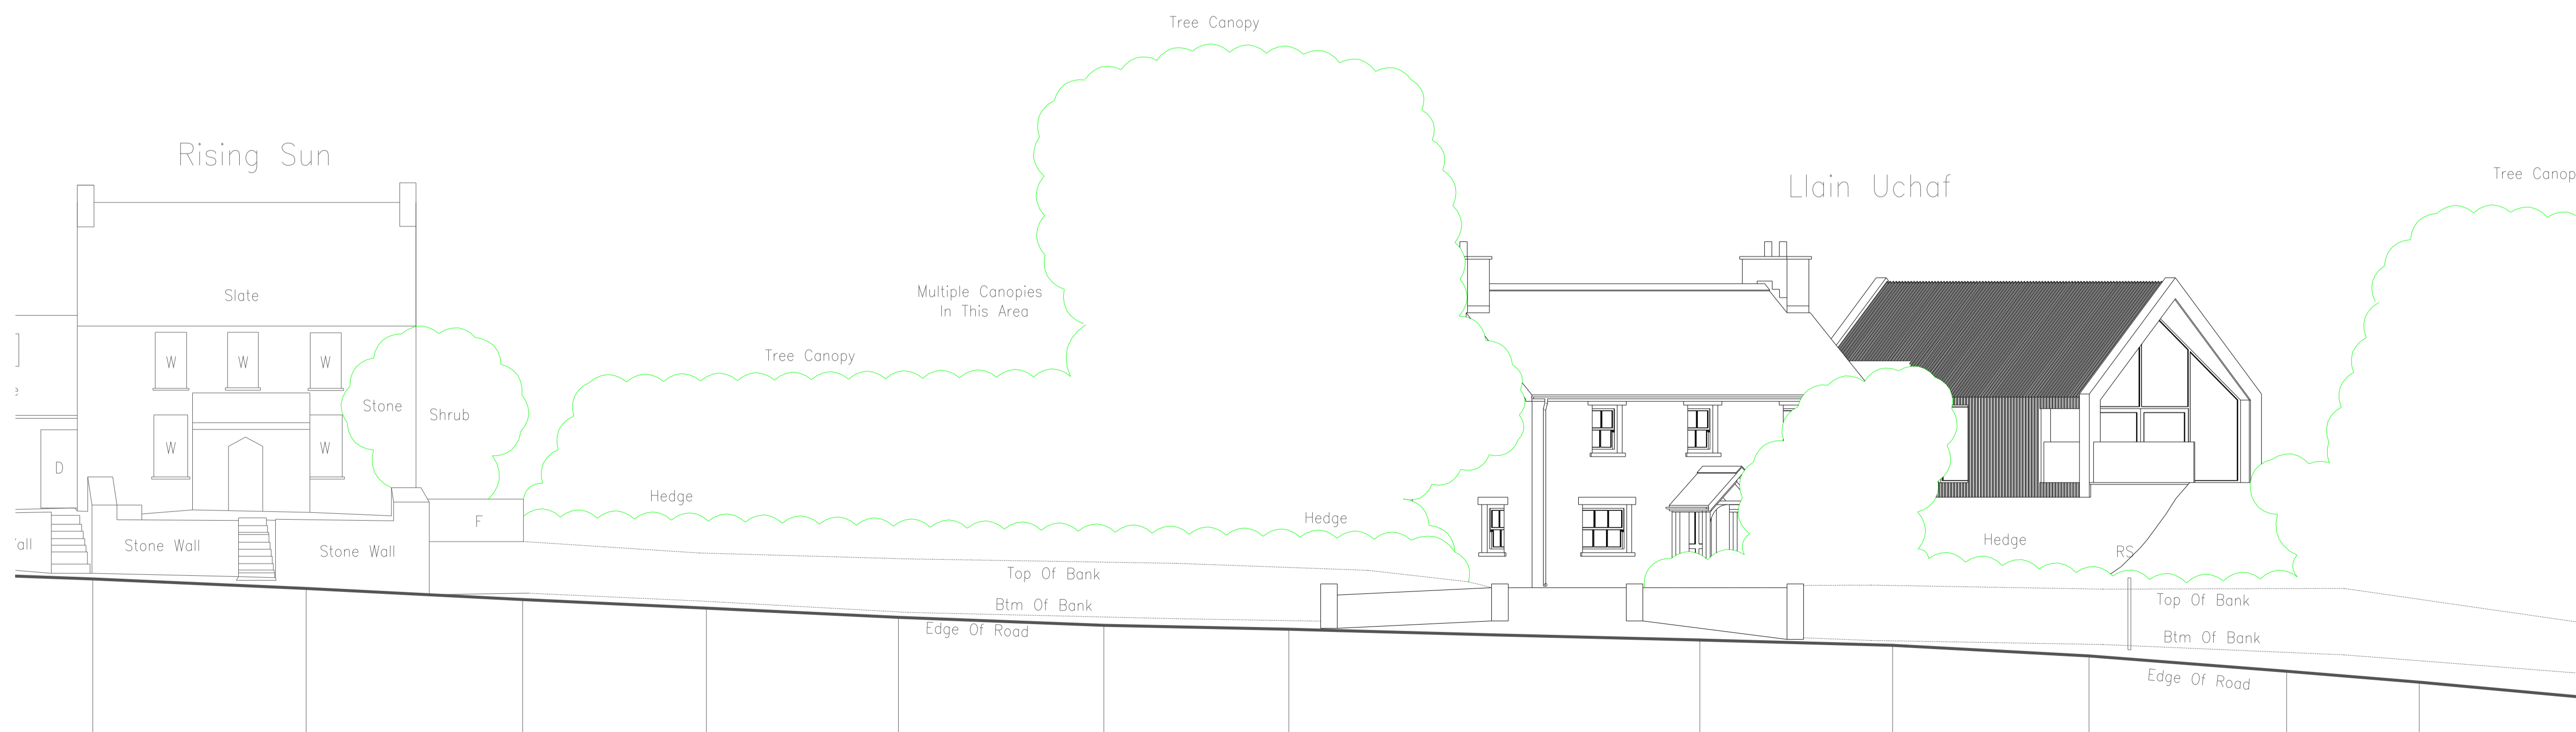 Tree Canopy
Rising Sun
Tree Canop
Llain Uchaf
Slate
Multiple Canopies
In This Area
Tree Canopy
W
W
W
Stone
Shrub
W
W
D
Hedge
Hedge
F
Hedge
RS
all
Stone Wall
Stone Wall
Top Of Bank
Btm Of Bank
Edge Of Road
Top Of Bank
Btm Of Bank
Edge Of Road